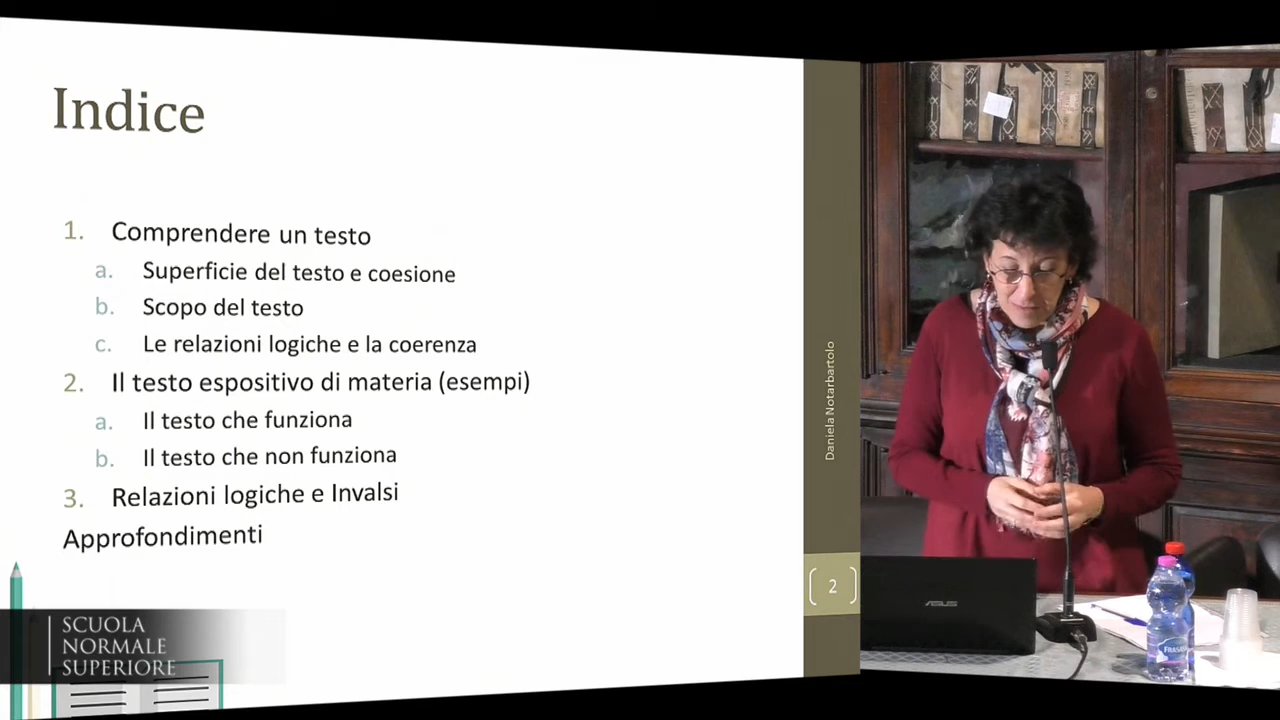 Indice
1. Comprendere un testo
a. Superficie del testo e coesione
b. Scopo del testo
c. Le relazioni logiche e la coerenza
2. Il testo espositivo di materia (esempi)
a. Il testo che funziona
b. Il testo che non funziona
3. Relazioni logiche e Invalsi
Approfondimenti
Daniela Notarbartolo
2
SCUOLA
NORMALE
SUPERIORE
ASUS